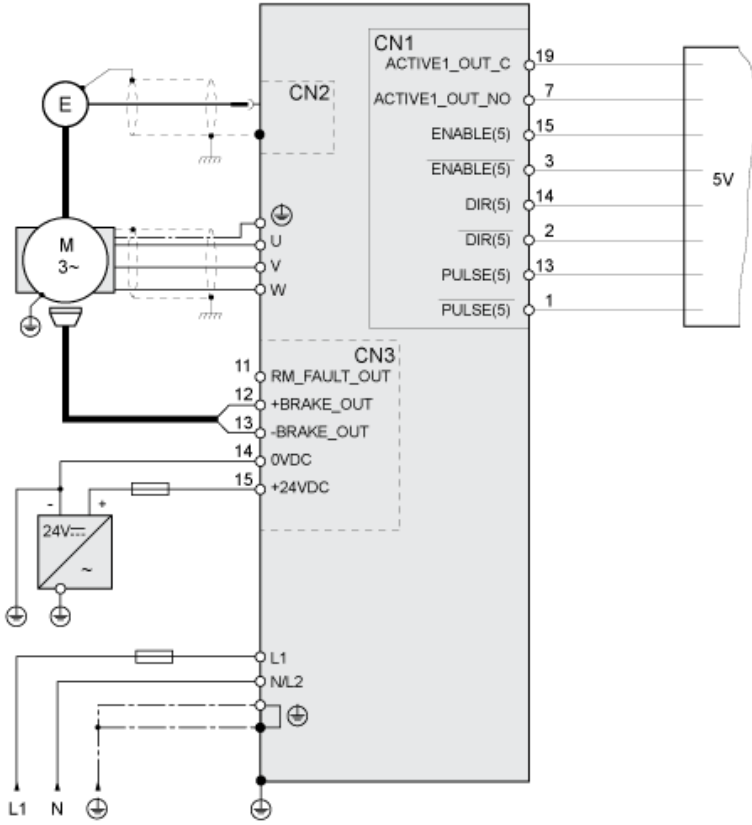 CN1
ACTIVE1_OUT_C 19
ACTIVE1_OUT_NO 7
ENABLE(5) 15
ENABLE(5) 3
DIR(5) 14
DIR(5) 2
PULSE(5) 13
PULSE(5) 1
5V
CN2
E
M
3~
U
V
W
CN3
11 RM_FAULT_OUT
12 +BRAKE_OUT
13 -BRAKE_OUT
14 0VDC
15 +24VDC
- +
24V
~
L1
N/L2
L1 N